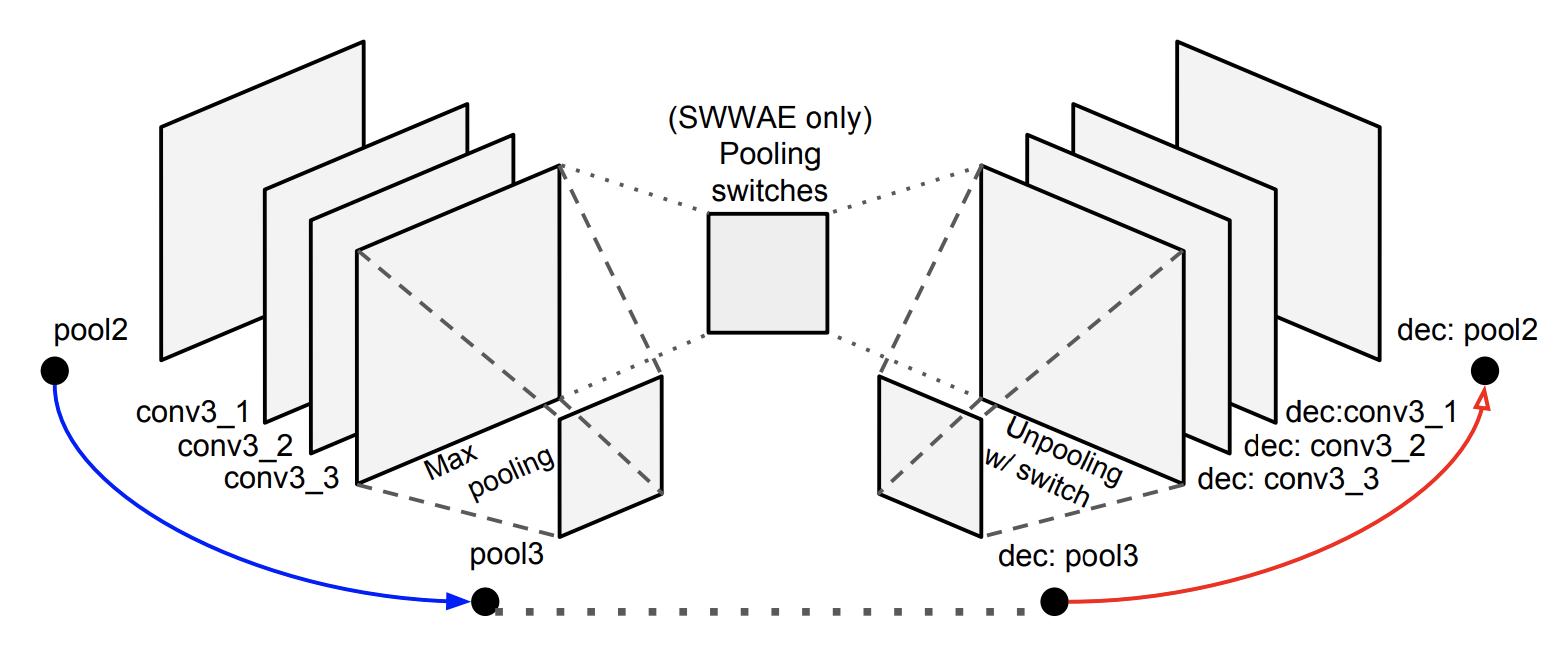 (SWWAE only)
Pooling
switches
pool2
dec: pool2
conv3_1
conv3_2
conv3_3
Max
pooling
Unpooling
w/ switch
dec:conv3_1
dec: conv3_2
dec: conv3_3
pool3
dec: pool3